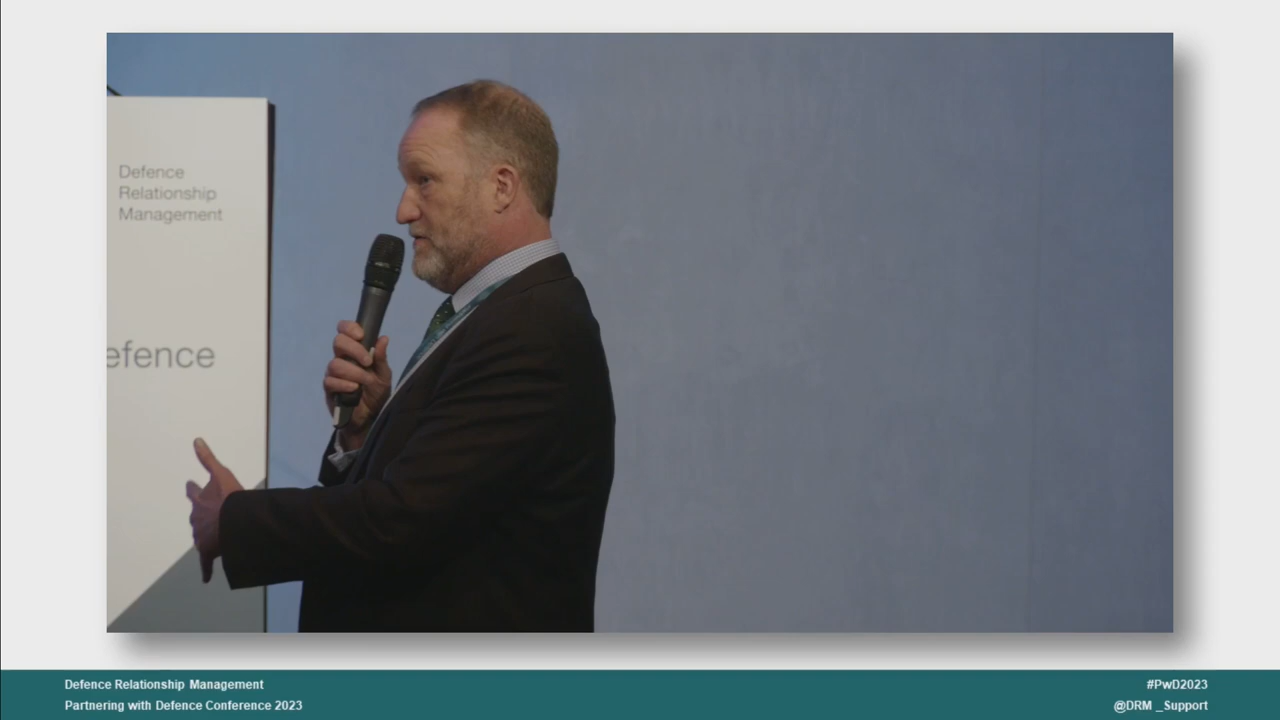 Defence
Relationship
Management
efence
Defence Relationship Management
Partnering with Defence Conference 2023
#PwD2023
@DRM _Support